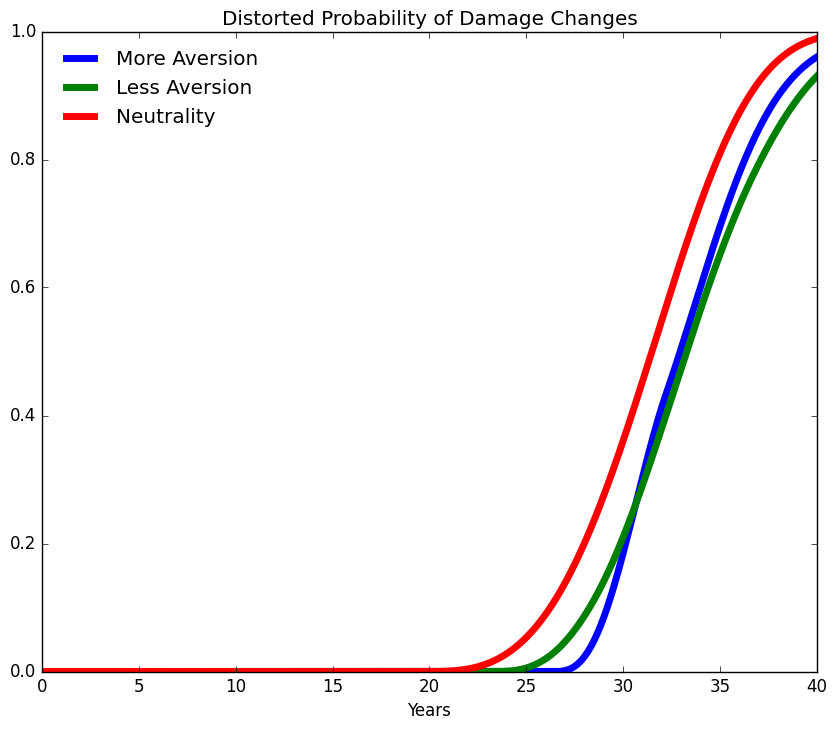 Distorted Probability of Damage Changes
1.0
More Aversion
Less Aversion
Neutrality
0.8
0.6
0.4
0.2
0.0
0 5 10 15 20 25 30 35 40
Years